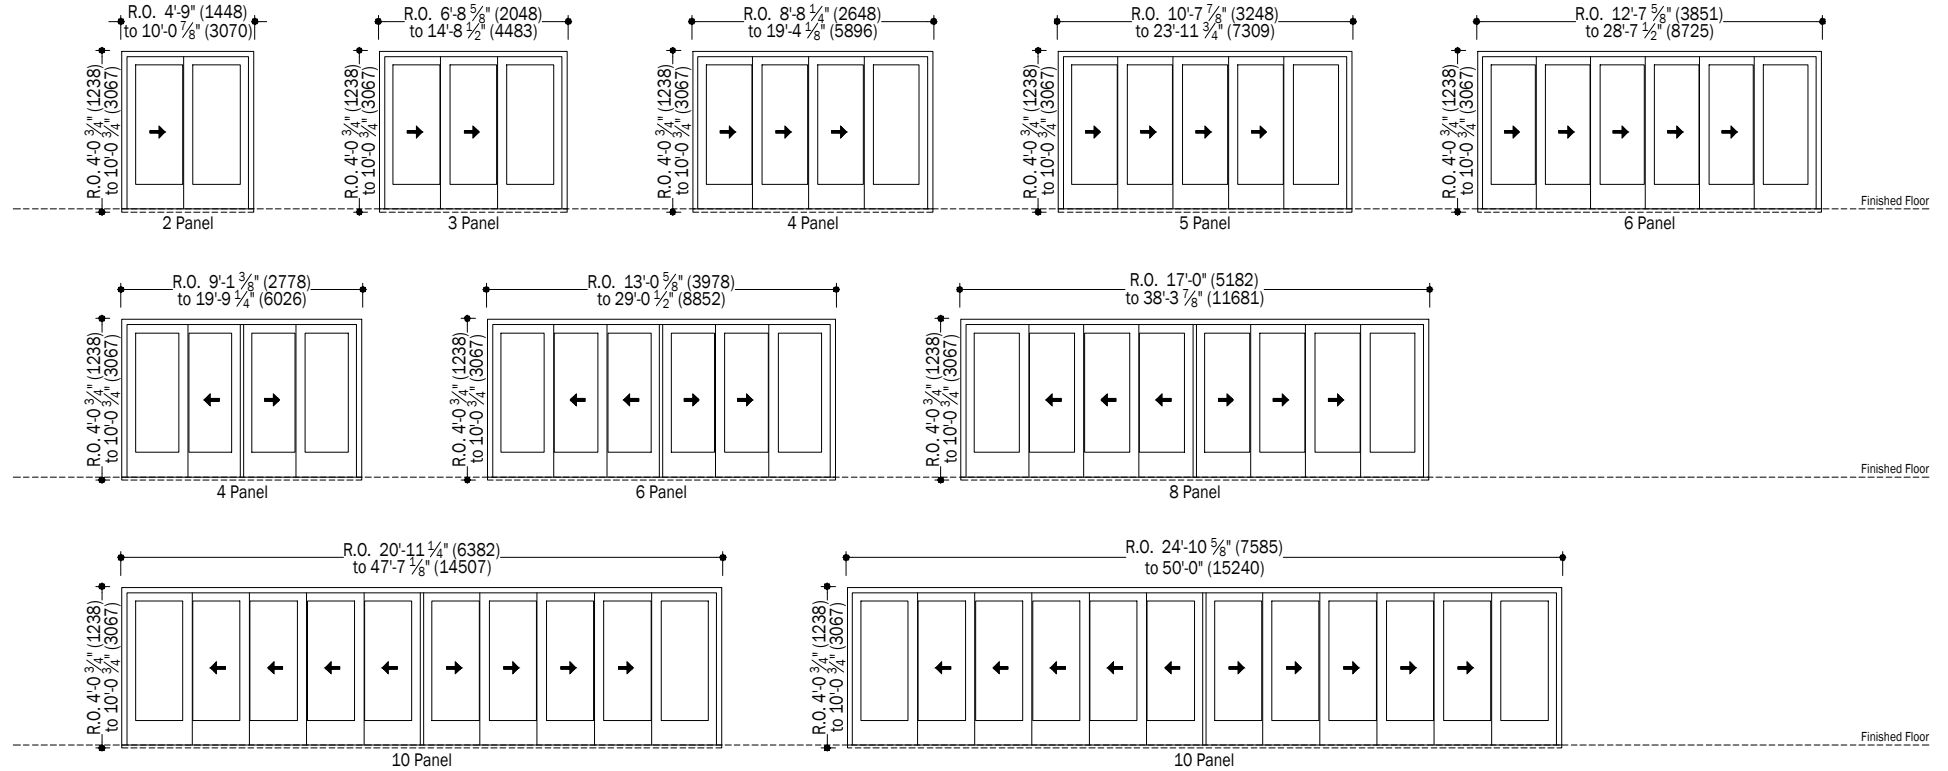 R.O. 4'-9" (1448)
to 10'-0 ⅞" (3070)
R.O. 4'-0 ¾" (1238)
to 10'-0 ¾" (3067)
2 Panel
R.O. 6'-8 ⅝" (2048)
to 14'-8 ½" (4483)
R.O. 4'-0 ¾" (1238)
to 10'-0 ¾" (3067)
3 Panel
R.O. 8'-8 ¼" (2648)
to 19'-4 ⅛" (5896)
R.O. 4'-0 ¾" (1238)
to 10'-0 ¾" (3067)
4 Panel
R.O. 10'-7 ⅞" (3248)
to 23'-11 ¾" (7309)
R.O. 4'-0 ¾" (1238)
to 10'-0 ¾" (3067)
5 Panel
R.O. 12'-7 ⅝" (3851)
to 28'-7 ½" (8725)
R.O. 4'-0 ¾" (1238)
to 10'-0 ¾" (3067)
6 Panel
Finished Floor
R.O. 9'-1 ⅜" (2778)
to 19'-9 ¼" (6026)
R.O. 4'-0 ¾" (1238)
to 10'-0 ¾" (3067)
4 Panel
R.O. 13'-0 ⅝" (3978)
to 29'-0 ½" (8852)
R.O. 4'-0 ¾" (1238)
to 10'-0 ¾" (3067)
6 Panel
R.O. 17'-0" (5182)
to 38'-3 ⅞" (11681)
R.O. 4'-0 ¾" (1238)
to 10'-0 ¾" (3067)
8 Panel
Finished Floor
R.O. 20'-11 ¼" (6382)
to 47'-7 ⅛" (14507)
R.O. 4'-0 ¾" (1238)
to 10'-0 ¾" (3067)
10 Panel
R.O. 24'-10 ⅝" (7585)
to 50'-0" (15240)
R.O. 4'-0 ¾" (1238)
to 10'-0 ¾" (3067)
10 Panel
Finished Floor